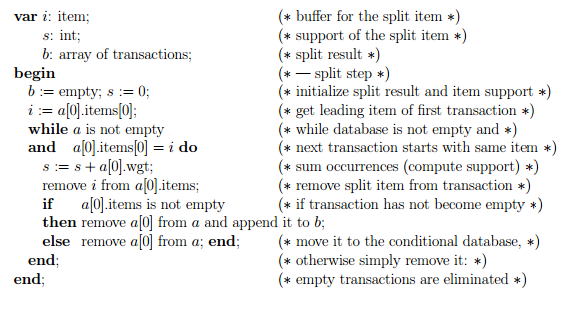 var i: item; (∗ buffer for the split item ∗)
s: int; (∗ support of the split item ∗)
b: array of transactions; (∗ split result ∗)
begin (∗ — split step ∗)
b := empty; s := 0; (∗ initialize split result and item support ∗)
i := a[0].items[0]; (∗ get leading item of first transaction ∗)
while a is not empty (∗ while database is not empty and ∗)
and a[0].items[0] = i do (∗ next transaction starts with same item ∗)
s := s + a[0].wgt; (∗ sum occurrences (compute support) ∗)
remove i from a[0].items; (∗ remove split item from transaction ∗)
if a[0].items is not empty (∗ if transaction has not become empty ∗)
then remove a[0] from a and append it to b;
else remove a[0] from a; end; (∗ move it to the conditional database, ∗)
end; (∗ otherwise simply remove it: ∗)
end; (∗ empty transactions are eliminated ∗)